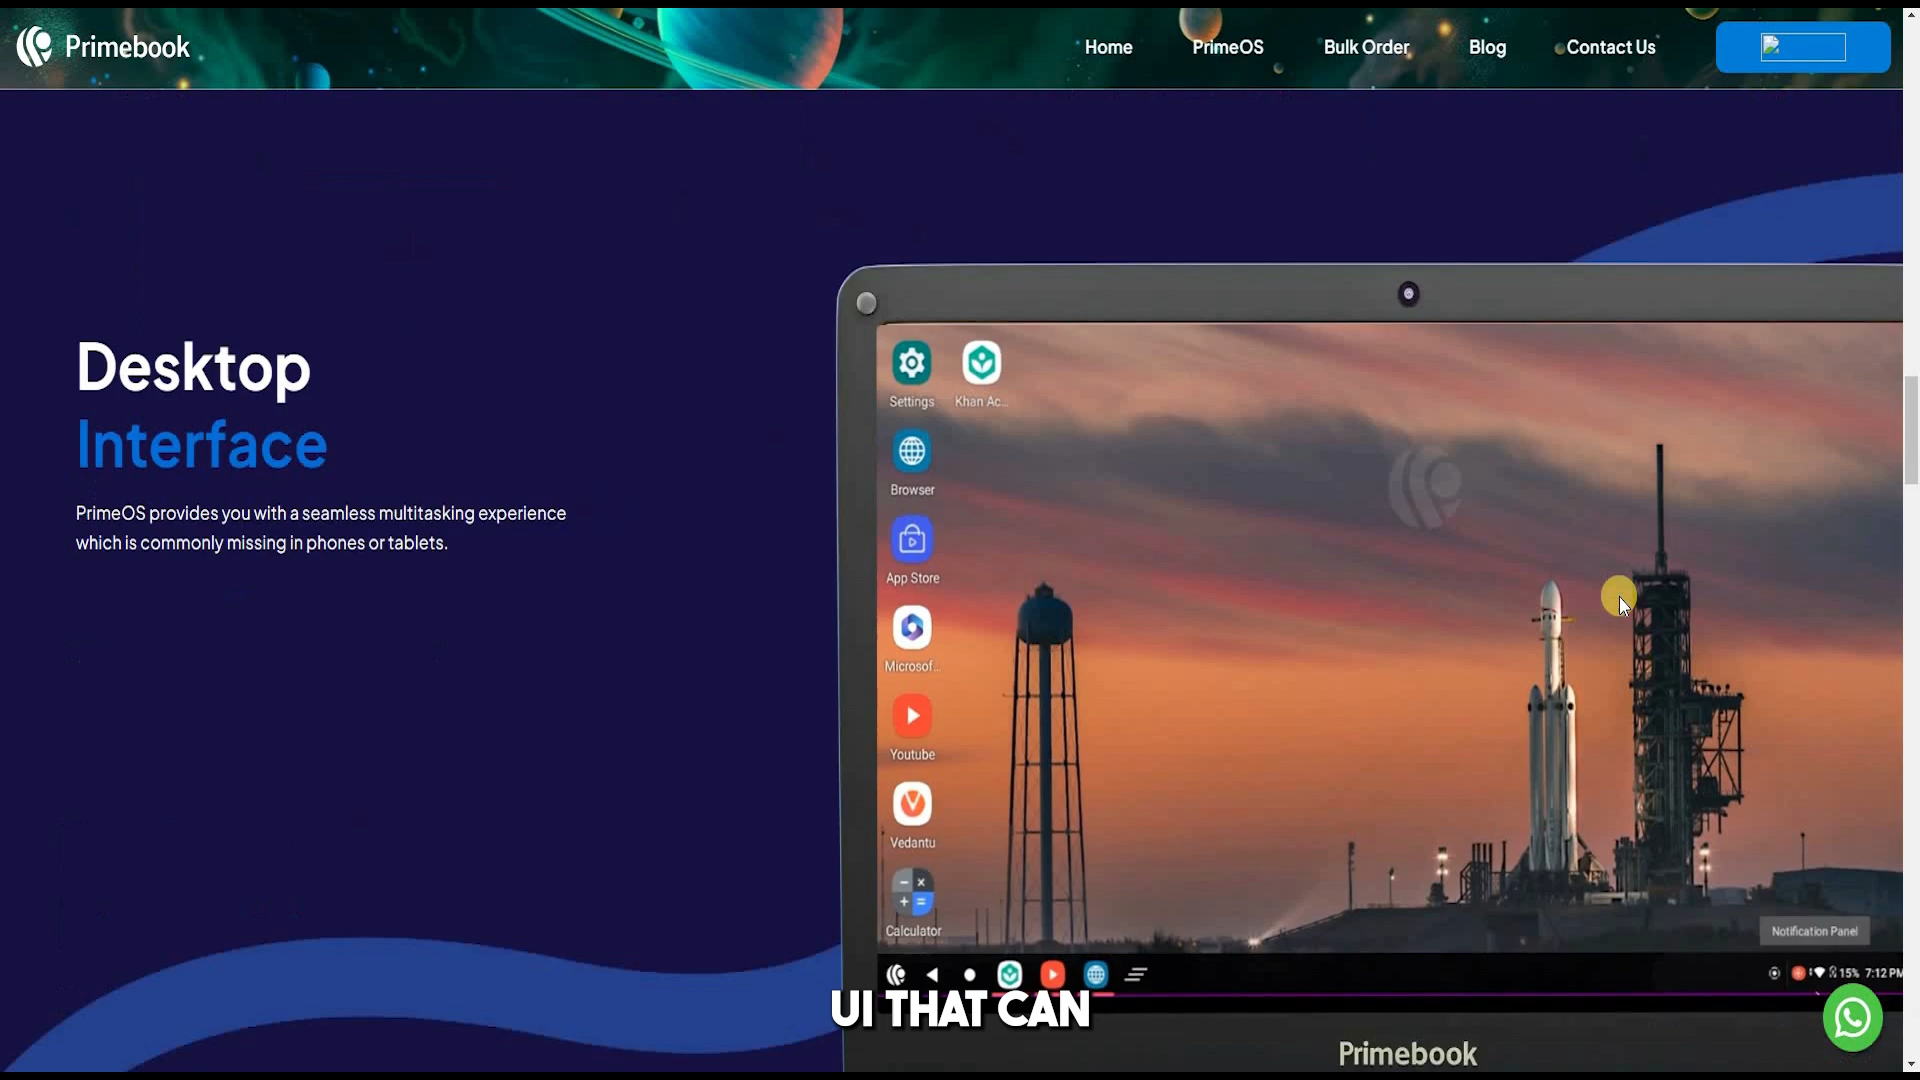 Primebook
Home
PrimeOS
Bulk Order
Blog
Contact Us
Desktop
Interface
PrimeOS provides you with a seamless multitasking experience
which is commonly missing in phones or tablets.
Settings
Khan Ac...
Browser
App Store
Microsof...
Youtube
Vedantu
Calculator
Notification Panel
15% 7:12 PM
UI THAT CAN
Primebook